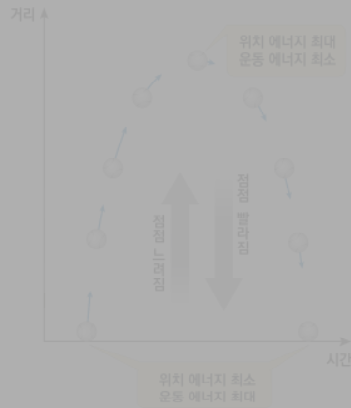 거리
위치 에너지 최대
운동 에너지 최소
점점 느려짐
점점 빨라짐
시간
위치 에너지 최소
운동 에너지 최대